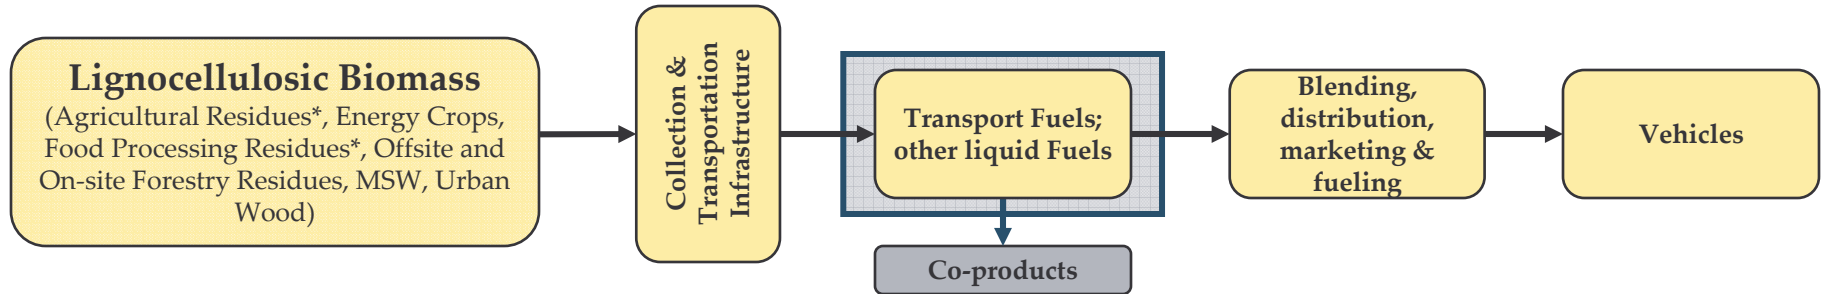 Lignocellulosic Biomass
(Agricultural Residues*, Energy Crops,
Food Processing Residues*, Offsite and
On-site Forestry Residues, MSW, Urban
Wood)
Collection &
Transportation
Infrastructure
Transport Fuels;
other liquid Fuels
Co-products
Blending,
distribution,
marketing &
fueling
Vehicles